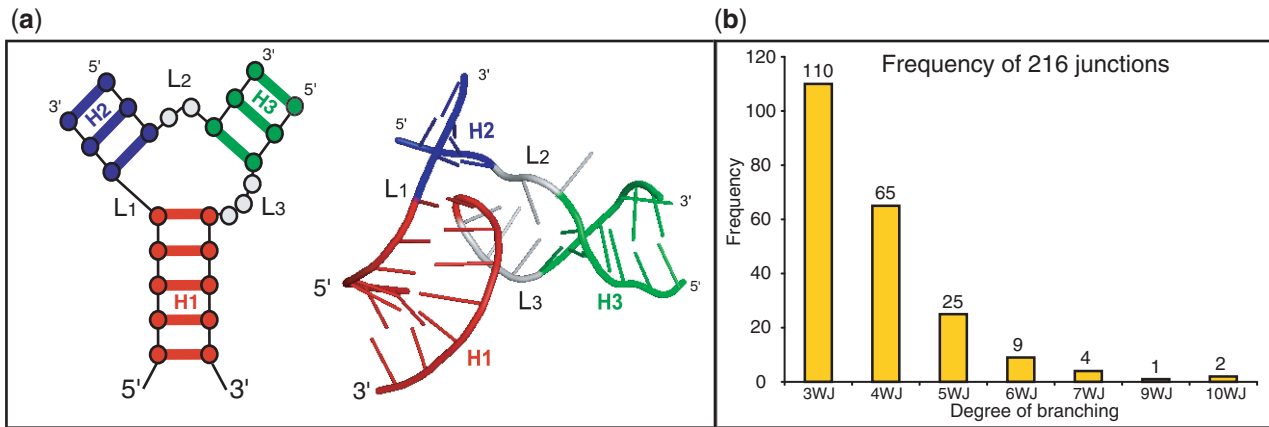 (a)
5'
3'
H2
L2
3'
5'
H3
L1
L3
H1
5'
3'
3'
5'
H2
L2
L1
3'
5'
L3
H3
5'
H1
3'
(b)
Frequency of 216 junctions
Frequency
120
100
80
60
40
20
0
110
65
25
9
4
1
2
3WJ 4WJ 5WJ 6WJ 7WJ 9WJ 10WJ
Degree of branching